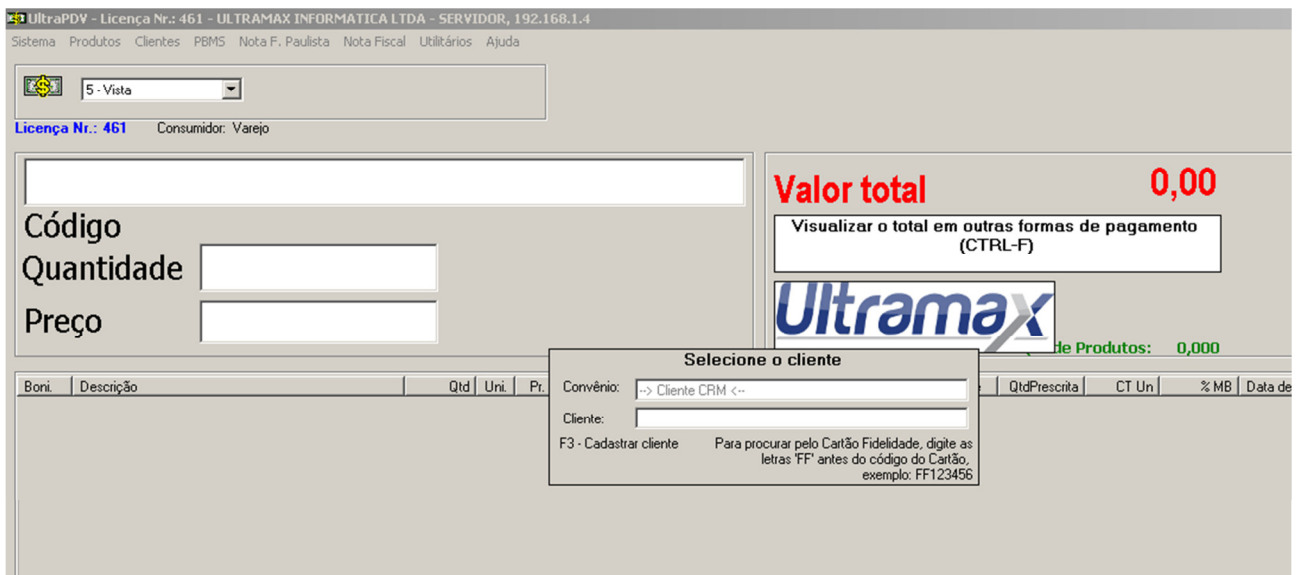 UltraPDV - Licença Nr.: 461 - ULTRAMAX INFORMATICA LTDA - SERVIDOR, 192.168.1.4
Sistema Produtos Clientes PBMS Nota F. Paulista Nota Fiscal Utilitários Ajuda
5 - Vista
Licença Nr.: 461 Consumidor: Varejo
Valor total 0,00
Visualizar o total em outras formas de pagamento
(CTRL-F)
Código
Quantidade
Preço
Ultramax
de Produtos: 0,000
Selecione o cliente
Convênio: --> Cliente CRM <--
Cliente:
F3 - Cadastrar cliente
Para procurar pelo Cartão Fidelidade, digite as
letras 'FF' antes do código do Cartão,
exemplo: FF123456
Boni. Descrição Qtd Uni. Pr. QtdPrescrita CT Un % MB Data de